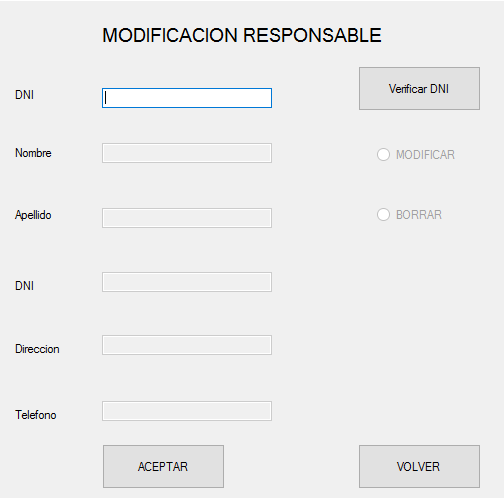 MODIFICACION RESPONSABLE
DNI
Verificar DNI
Nombre
MODIFICAR
Apellido
BORRAR
DNI
Direccion
Telefono
ACEPTAR
VOLVER